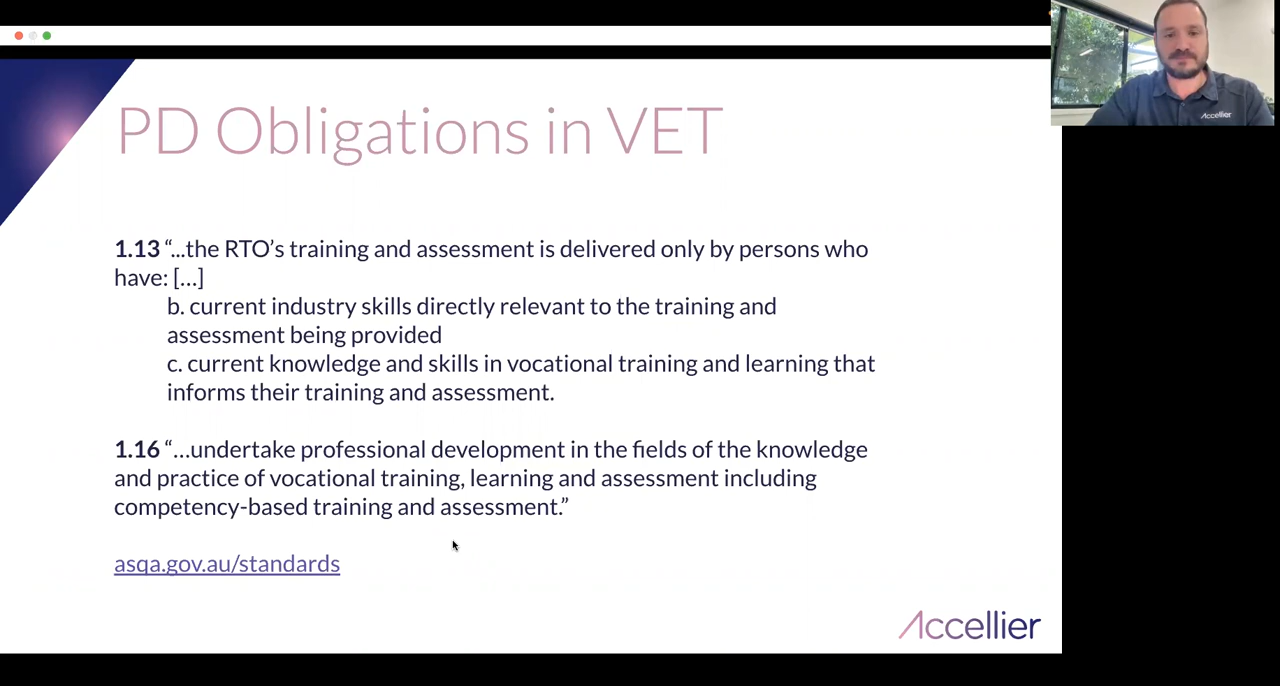 PD Obligations in VET
1.13 “...the RTO’s training and assessment is delivered only by persons who
have: […]
b. current industry skills directly relevant to the training and
assessment being provided
c. current knowledge and skills in vocational training and learning that
informs their training and assessment.
1.16 “…undertake professional development in the fields of the knowledge
and practice of vocational training, learning and assessment including
competency-based training and assessment.”
asqa.gov.au/standards
Accellier
Accellier